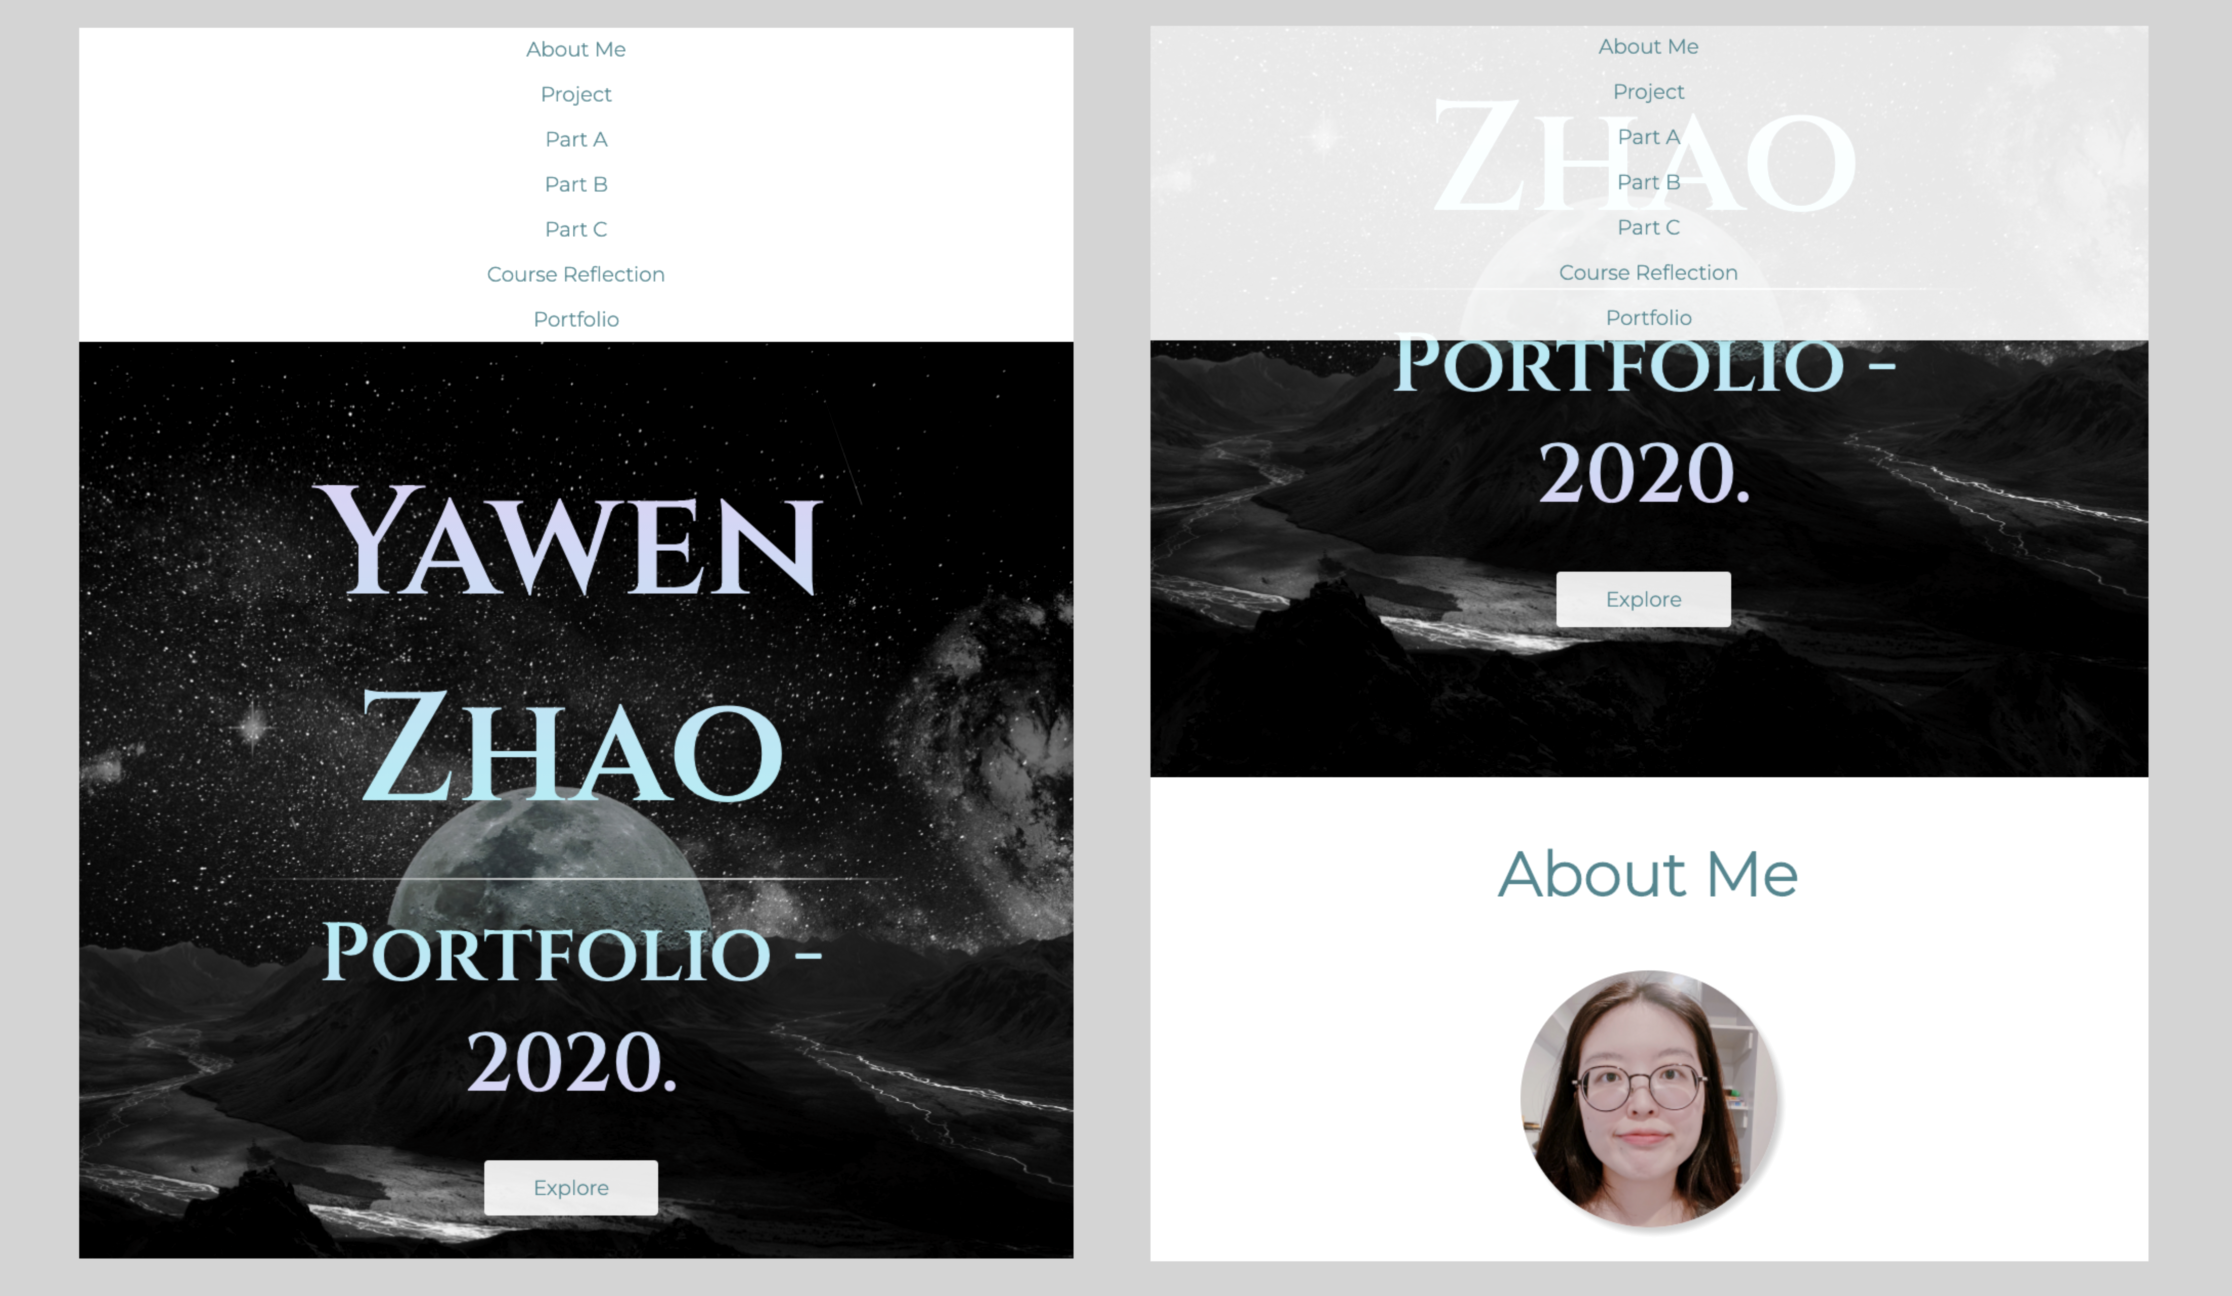 About Me
Project
Part A
Part B
Part C
Course Reflection
Portfolio
Yawen
Zhao
Portfolio -
2020.
Explore
About Me
Project
Zhao
Part A
Part B
Part C
Course Reflection
Portfolio
Portfolio -
2020.
Explore
About Me